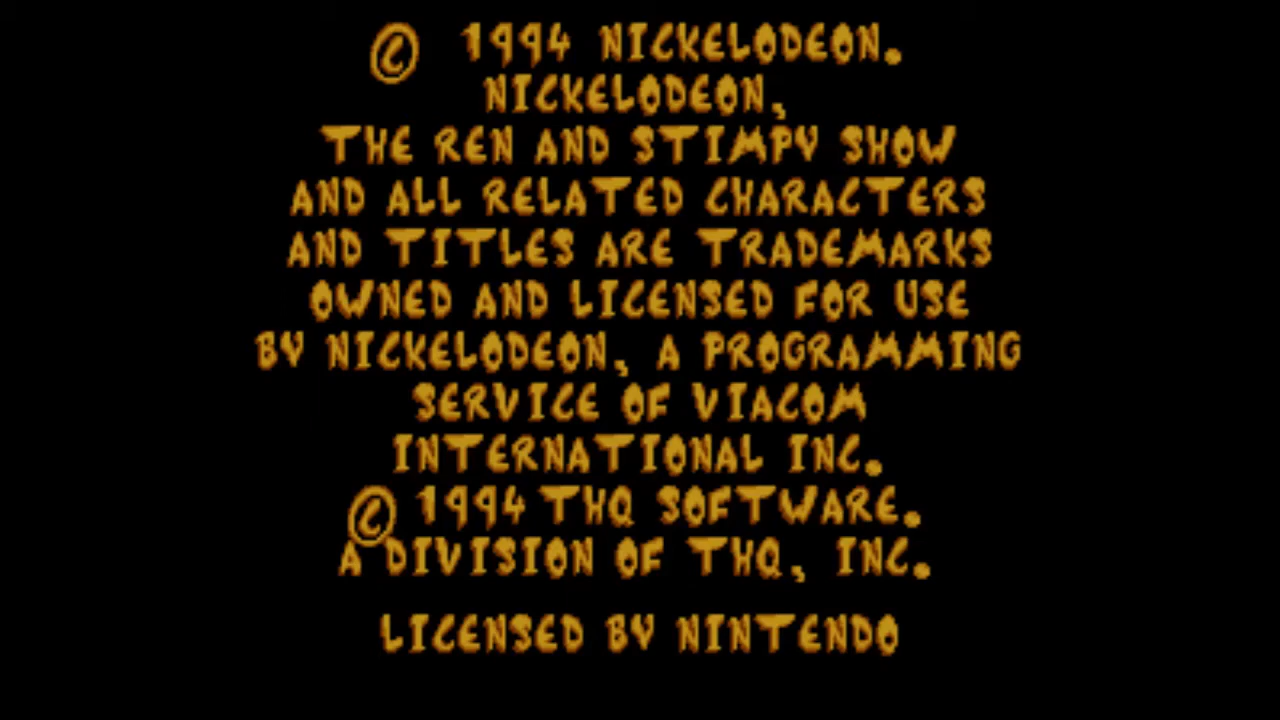 © 1994 NICKELODEON.
NICKELODEON,
THE REN AND STIMPY SHOW
AND ALL RELATED CHARACTERS
AND TITLES ARE TRADEMARKS
OWNED AND LICENSED FOR USE
BY NICKELODEON, A PROGRAMMING
SERVICE OF VIACOM
INTERNATIONAL INC.
© 1994 THQ SOFTWARE.
A DIVISION OF THQ, INC.
LICENSED BY NINTENDO